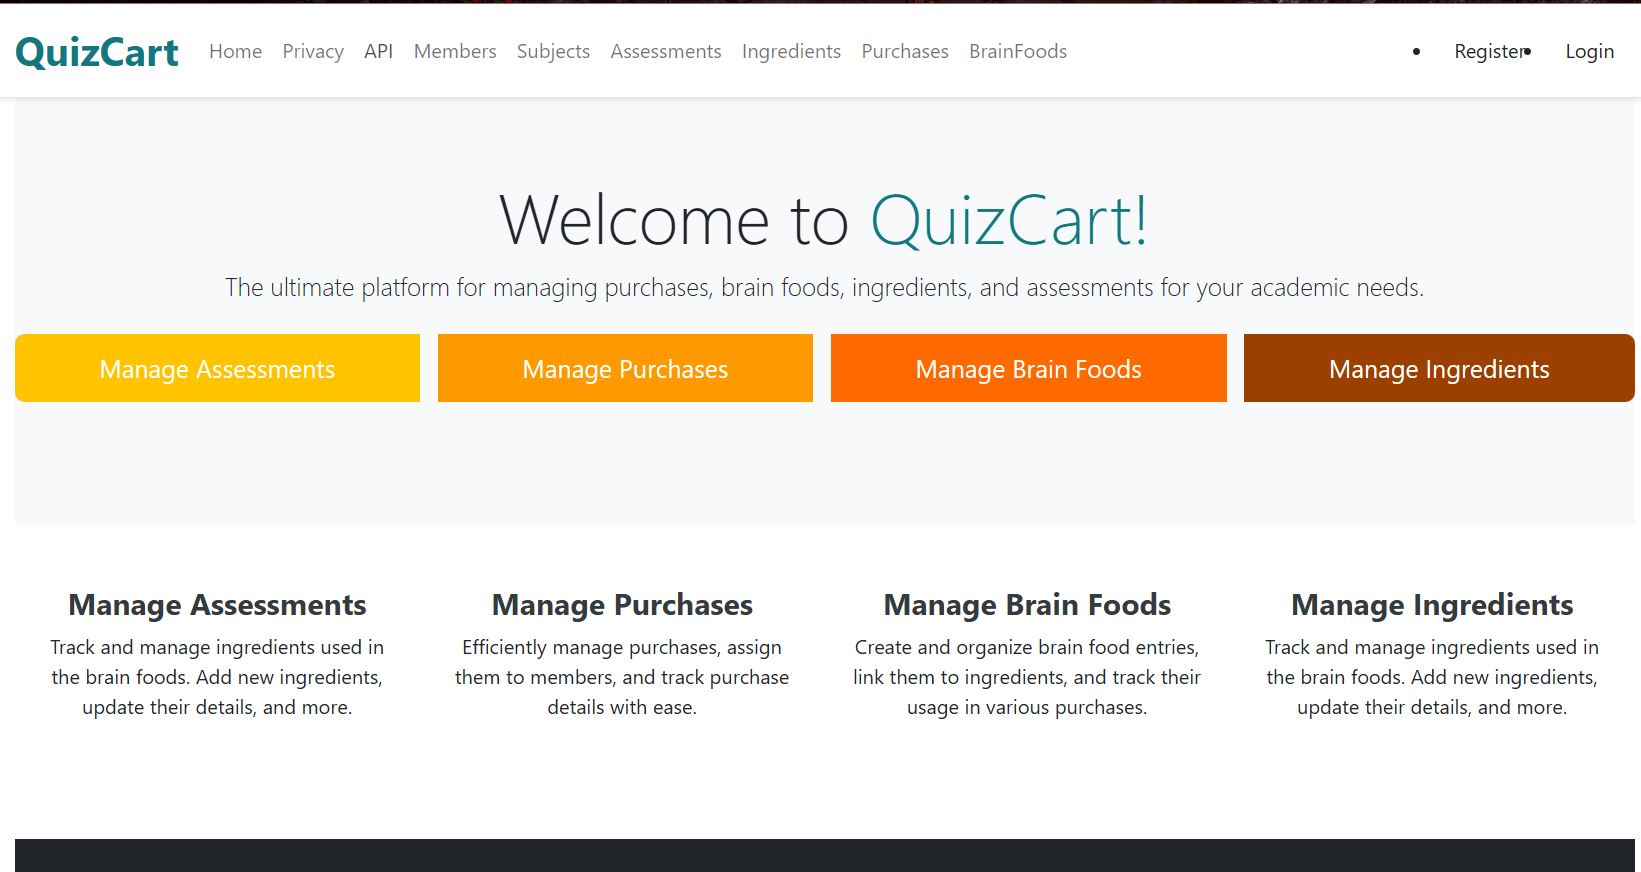 QuizCart Home Privacy API Members Subjects Assessments Ingredients Purchases BrainFoods • Register • Login
Welcome to QuizCart!
The ultimate platform for managing purchases, brain foods, ingredients, and assessments for your academic needs.
Manage Assessments Manage Purchases Manage Brain Foods Manage Ingredients
Manage Assessments
Track and manage ingredients used in
the brain foods. Add new ingredients,
update their details, and more.
Manage Purchases
Efficiently manage purchases, assign
them to members, and track purchase
details with ease.
Manage Brain Foods
Create and organize brain food entries,
link them to ingredients, and track their
usage in various purchases.
Manage Ingredients
Track and manage ingredients used in
the brain foods. Add new ingredients,
update their details, and more.